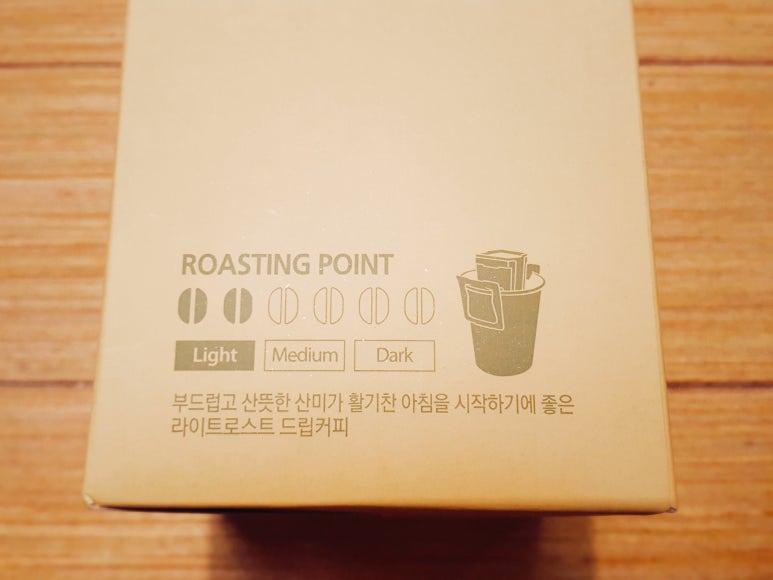 ROASTING POINT
Light Medium Dark
부드럽고 산뜻한 산미가 활기찬 아침을 시작하기에 좋은
라이트로스트 드립커피